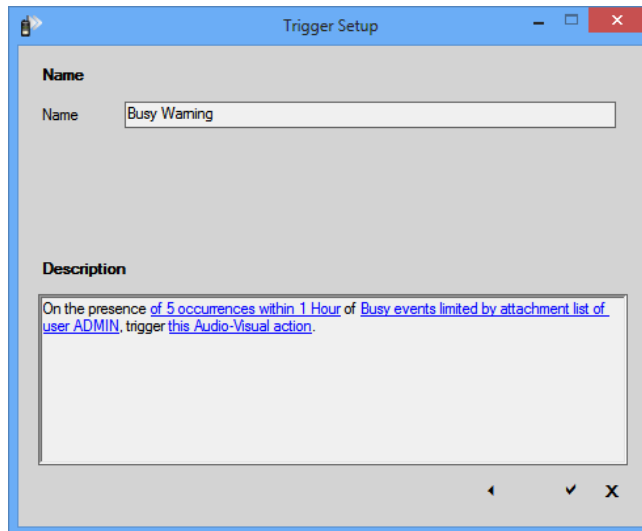 Trigger Setup
Name
Name Busy Warning
Description
On the presence of 5 occurrences within 1 Hour of Busy events limited by attachment list of
user ADMIN, trigger this Audio-Visual action.